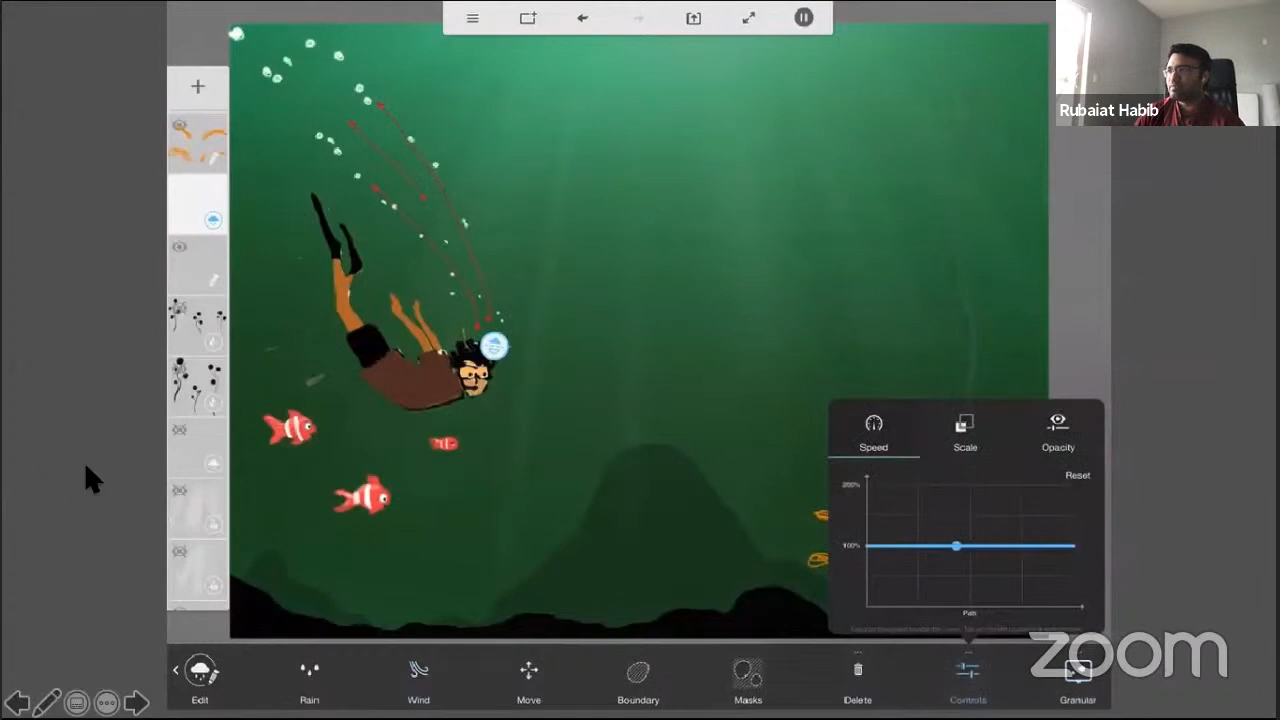 Rubaiat Habib
Speed
Scale
Opacity
Reset
200%
100%
Path
zoom
Edit
Rain
Wind
Move
Boundary
Masks
Delete
Controls
Granular